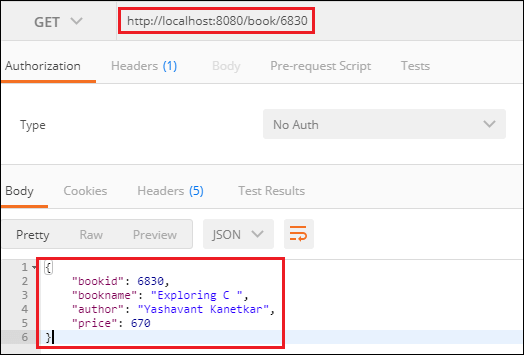 GET http://localhost:8080/book/6830
Authorization Headers (1) Body Pre-request Script Tests
Type No Auth
Body Cookies Headers (5) Test Results
Pretty Raw Preview JSON
1 {
2 "bookid": 6830,
3 "bookname": "Exploring C ",
4 "author": "Yashavant Kanetkar",
5 "price": 670
6 }